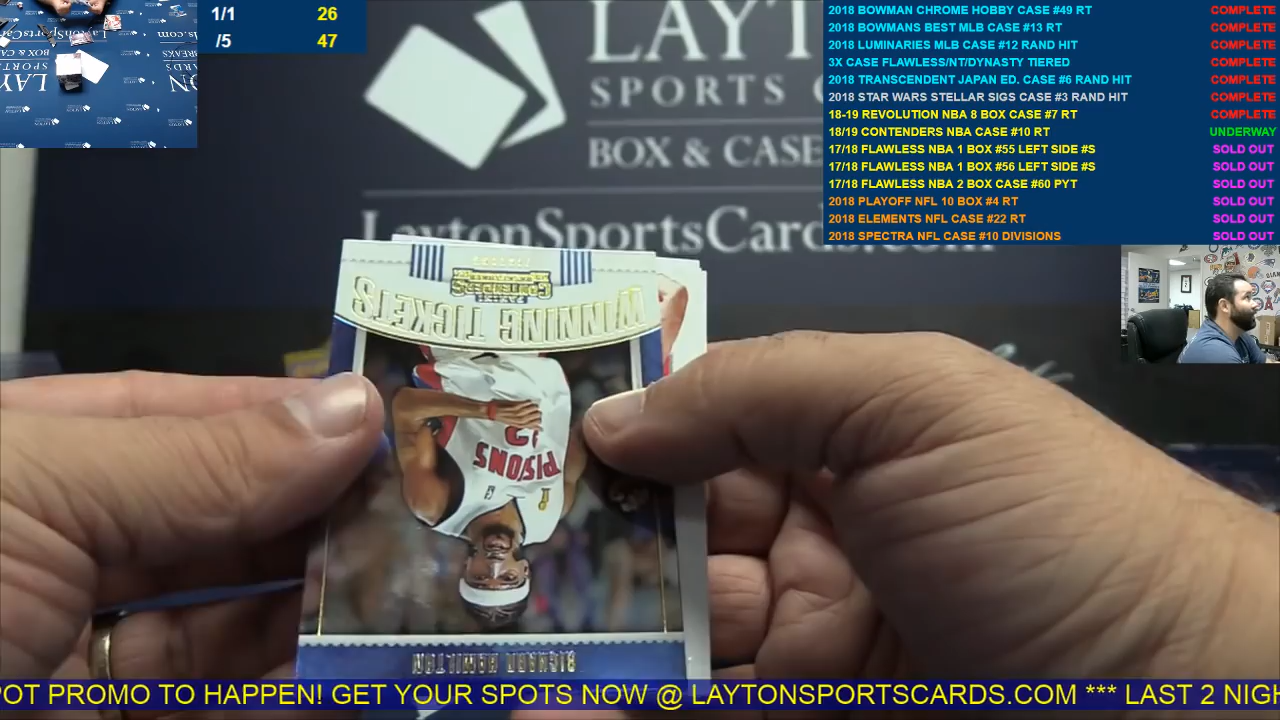 1/1 26
/5 47
2018 BOWMAN CHROME HOBBY CASE #49 RT COMPLETE
2018 BOWMANS BEST MLB CASE #13 RT COMPLETE
2018 LUMINARIES MLB CASE #12 RAND HIT COMPLETE
3X CASE FLAWLESS/NT/DYNASTY TIERED COMPLETE
2018 TRANSCENDENT JAPAN ED. CASE #6 RAND HIT COMPLETE
2018 STAR WARS STELLAR SIGS CASE #3 RAND HIT COMPLETE
18-19 REVOLUTION NBA 8 BOX CASE #7 RT COMPLETE
18/19 CONTENDERS NBA CASE #10 RT UNDERWAY
17/18 FLAWLESS NBA 1 BOX #55 LEFT SIDE #S SOLD OUT
17/18 FLAWLESS NBA 1 BOX #56 LEFT SIDE #S SOLD OUT
17/18 FLAWLESS NBA 2 BOX CASE #60 PYT SOLD OUT
2018 PLAYOFF NFL 10 BOX #4 RT SOLD OUT
2018 ELEMENTS NFL CASE #22 RT SOLD OUT
2018 SPECTRA NFL CASE #10 DIVISIONS SOLD OUT
LAYT
SPORTS C
BOX & CASE
LaytonSportsCards.
PANINI
CONTENDERS
WINNING TICKETS
PISTONS
32
RICHARD HAMILTON
POT PROMO TO HAPPEN! GET YOUR SPOTS NOW @ LAYTONSPORTSCARDS.COM *** LAST 2 NIGH